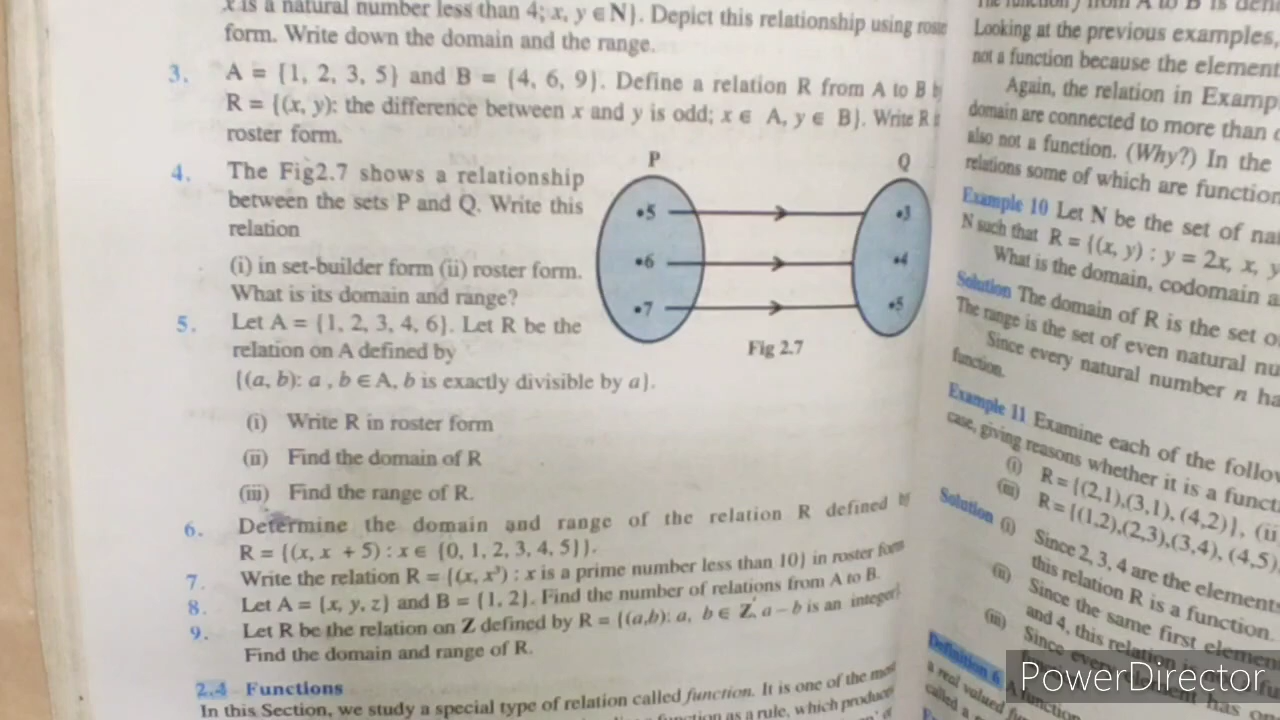 x is a natural number less than 4; x, y ∈ N}. Depict this relationship using roster
form. Write down the domain and the range.
3. A = {1, 2, 3, 5} and B = {4, 6, 9}. Define a relation R from A to B by
R = {(x, y): the difference between x and y is odd; x ∈ A, y ∈ B}. Write R
roster form.
4. The Fig2.7 shows a relationship
between the sets P and Q. Write this
relation
(i) in set-builder form (ii) roster form.
What is its domain and range?
P Q
•5 •3
•6 •4
•7 •5
Fig 2.7
5. Let A = {1, 2, 3, 4, 6}. Let R be the
relation on A defined by
{(a, b): a , b ∈ A, b is exactly divisible by a}.
(i) Write R in roster form
(ii) Find the domain of R
(iii) Find the range of R.
6. Determine the domain and range of the relation R defined by
R = {(x, x + 5) : x ∈ {0, 1, 2, 3, 4, 5}}.
7. Write the relation R = {(x, x³) : x is a prime number less than 10} in roster form
8. Let A = {x, y, z} and B = {1, 2}. Find the number of relations from A to B.
9. Let R be the relation on Z defined by R = {(a,b): a, b ∈ Z, a – b is an integer}
Find the domain and range of R.
2.4 Functions
In this Section, we study a special type of relation called function. It is one of the most
function as a rule, which
Looking at the previous examples,
not a function because the element
Again, the relation in
domain are connected to more than
also not a function. (Why?) In the
relations some of which are
Example 10 Let N be the set of
N such that R = {(x, y) : y = 2x, x, y
What is the domain, codomain
Solution The domain of R is the set
The range is the set of even natural
Since every natural number n
function.
Example 11 Examine each of the
case, giving reasons whether it is a
(i) R = {(2,1),(3,1), (4,2)}, (ii
(iii) R = {(1,2),(2,3),(3,4), (4,5),
Solution (i) Since 2, 3, 4 are the
this relation R is a function.
(ii) Since the same first
and 4, this relation
(iii) Since every element has
Definition 6 A function
a real valued
called a
PowerDirector